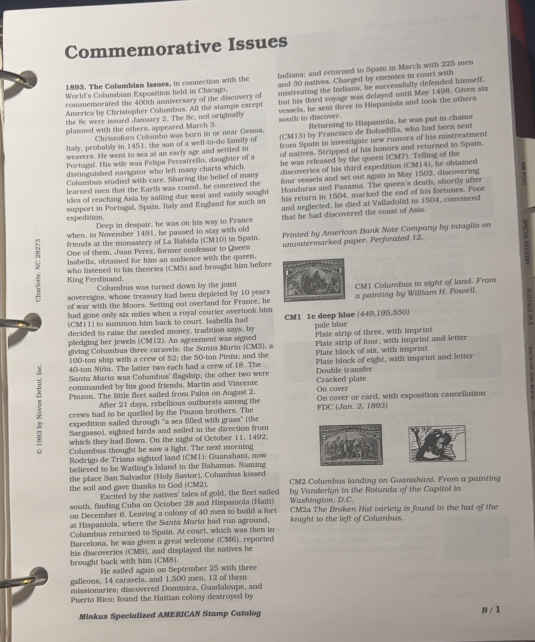 Commemorative Issues
1893. The Columbian Issues, in connection with the
World's Columbian Exposition held in Chicago,
commemorated the 400th anniversary of the discovery of
America by Christopher Columbus. All the stamps except
the 8c were issued January 2. The 8c, not originally
planned with the others, appeared March 3.
Christoforo Colombo was born in or near Genoa,
Italy, probably in 1451, the son of a well-to-do family of
weavers. He went to sea at an early age and settled in
Portugal. His wife was Felipa Perestrello, daughter of a
distinguished navigator who left many charts which
Columbus studied with care. Sharing the belief of many
learned men that the Earth was round, he conceived the
idea of reaching Asia by sailing due west and vainly sought
support in Portugal, Spain, Italy and England for such an
expedition.
Deep in despair, he was on his way to France
when, in November 1491, he paused to stay with old
friends at the monastery of La Rabida (CM10) in Spain.
One of them, Juan Perez, former confessor to Queen
Isabella, obtained for him an audience with the queen,
who listened to his theories (CM5) and brought him before
King Ferdinand.
Columbus was turned down by the joint
sovereigns, whose treasury had been depleted by 10 years
of war with the Moors. Setting out overland for France, he
had gone only six miles when a royal courier overtook him
(CM11) to summon him back to court. Isabella had
decided to raise the needed money, tradition says, by
pledging her jewels (CM12). An agreement was signed
giving Columbus three caravels: the Santa Maria (CM3), a
100-ton ship with a crew of 52; the 50-ton Pinta; and the
40-ton Niña. The latter two each had a crew of 18. The
Santa Maria was Columbus' flagship; the other two were
commanded by his good friends, Martin and Vincente
Pinzon. The little fleet sailed from Palos on August 2.
After 21 days, rebellious outbursts among the
crews had to be quelled by the Pinzon brothers. The
expedition sailed through "a sea filled with grass" (the
Sargasso), sighted birds and sailed in the direction from
which they had flown. On the night of October 11, 1492,
Columbus thought he saw a light. The next morning
Rodrigo de Triana sighted land (CM1): Guanahani, now
believed to be Watling's Island in the Bahamas. Naming
the place San Salvador (Holy Savior), Columbus kissed
the soil and gave thanks to God (CM2).
Excited by the natives' tales of gold, the fleet sailed
south, finding Cuba on October 28 and Hispaniola (Haiti)
on December 6. Leaving a colony of 40 men to build a fort
at Hispaniola, where the Santa Maria had run aground,
Columbus returned to Spain. At court, which was then in
Barcelona, he was given a great welcome (CM6), reported
his discoveries (CM9), and displayed the natives he
brought back with him (CM8).
He sailed again on September 25 with three
galleons, 14 caravels, and 1,500 men, 12 of them
missionaries; discovered Dominica, Guadaloupe, and
Puerto Rico; found the Haitian colony destroyed by
Indians; and returned to Spain in March with 225 men
and 30 natives. Charged by enemies in court with
mistreating the Indians, he successfully defended himself,
but his third voyage was delayed until May 1498. Given six
vessels, he sent three to Hispaniola and took the others
south to discover.
Returning to Hispaniola, he was put in chains
(CM13) by Francisco de Bobadilla, who had been sent
from Spain to investigate new rumors of his mistreatment
of natives. Stripped of his honors and returned to Spain,
he was released by the queen (CM7). Telling of the
discoveries of his third expedition (CM14), he obtained
four vessels and set out again in May 1502, discovering
Honduras and Panama. The queen's death, shortly after
his return in 1504, marked the end of his fortunes. Poor
and neglected, he died at Valladolid in 1504, convinced
that he had discovered the coast of Asia.
Printed by American Bank Note Company by intaglio on
unwatermarked paper. Perforated 12.
CM1 Columbus in sight of land. From
a painting by William H. Powell.
CM1 1c deep blue (449,195,550)
pale blue
Plate strip of three, with imprint
Plate strip of four, with imprint and letter
Plate block of six, with imprint
Plate block of eight, with imprint and letter
Double transfer
Cracked plate
On cover
On cover or card, with exposition cancellation
FDC (Jan. 2, 1893)
CM2 Columbus landing on Guanahani. From a painting
by Vanderlyn in the Rotunda of the Capitol in
Washington, D.C.
CM2a The Broken Hat variety is found in the hat of the
knight to the left of Columbus.
Charlotte, NC 28273
© 1993 by Novus Debut, Inc.
Minkus Specialized AMERICAN Stamp Catalog
B / 1